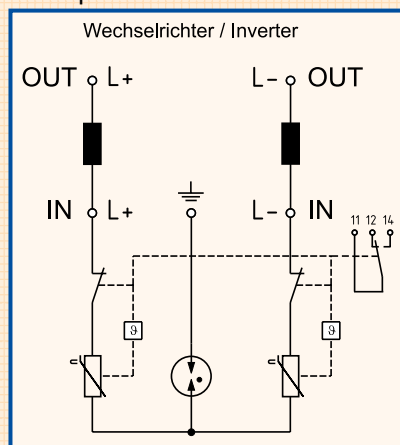 Wechselrichter / Inverter
OUT L+ L- OUT
IN L+ L- IN
11 12 14
ϑ ϑ
u u